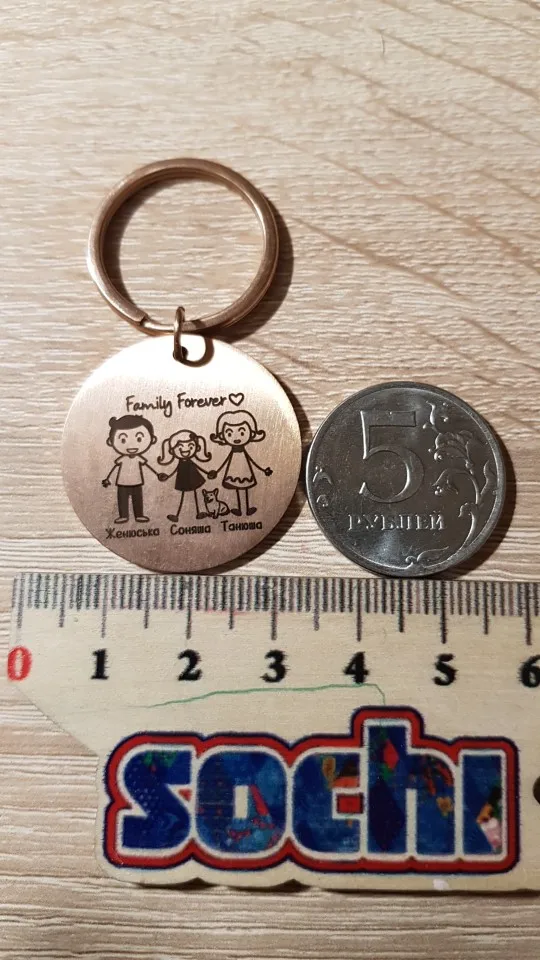 Family Forever♡
Женюська Соняша Танюша
5
РУБЛЕЙ
0 1 2 3 4 5 6
sochi